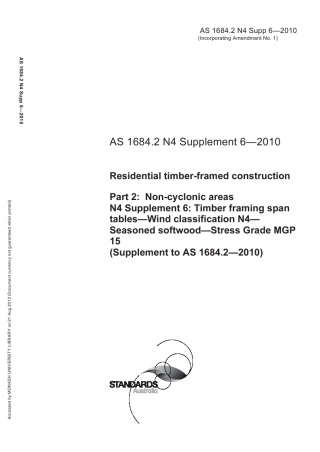 AS 1684.2 N4 Supp 6—2010
(Incorporating Amendment No. 1)
AS 1684.2 N4 Supp 6—2010
AS 1684.2 N4 Supplement 6—2010
Residential timber-framed construction
Part 2: Non-cyclonic areas
N4 Supplement 6: Timber framing span
tables—Wind classification N4—
Seasoned softwood—Stress Grade MGP
15
(Supplement to AS 1684.2—2010)
Accessed by MONASH UNIVERSITY LIBRARY on 21 Aug 2013 (Document currency not guaranteed when printed)
STANDARDS
Australia